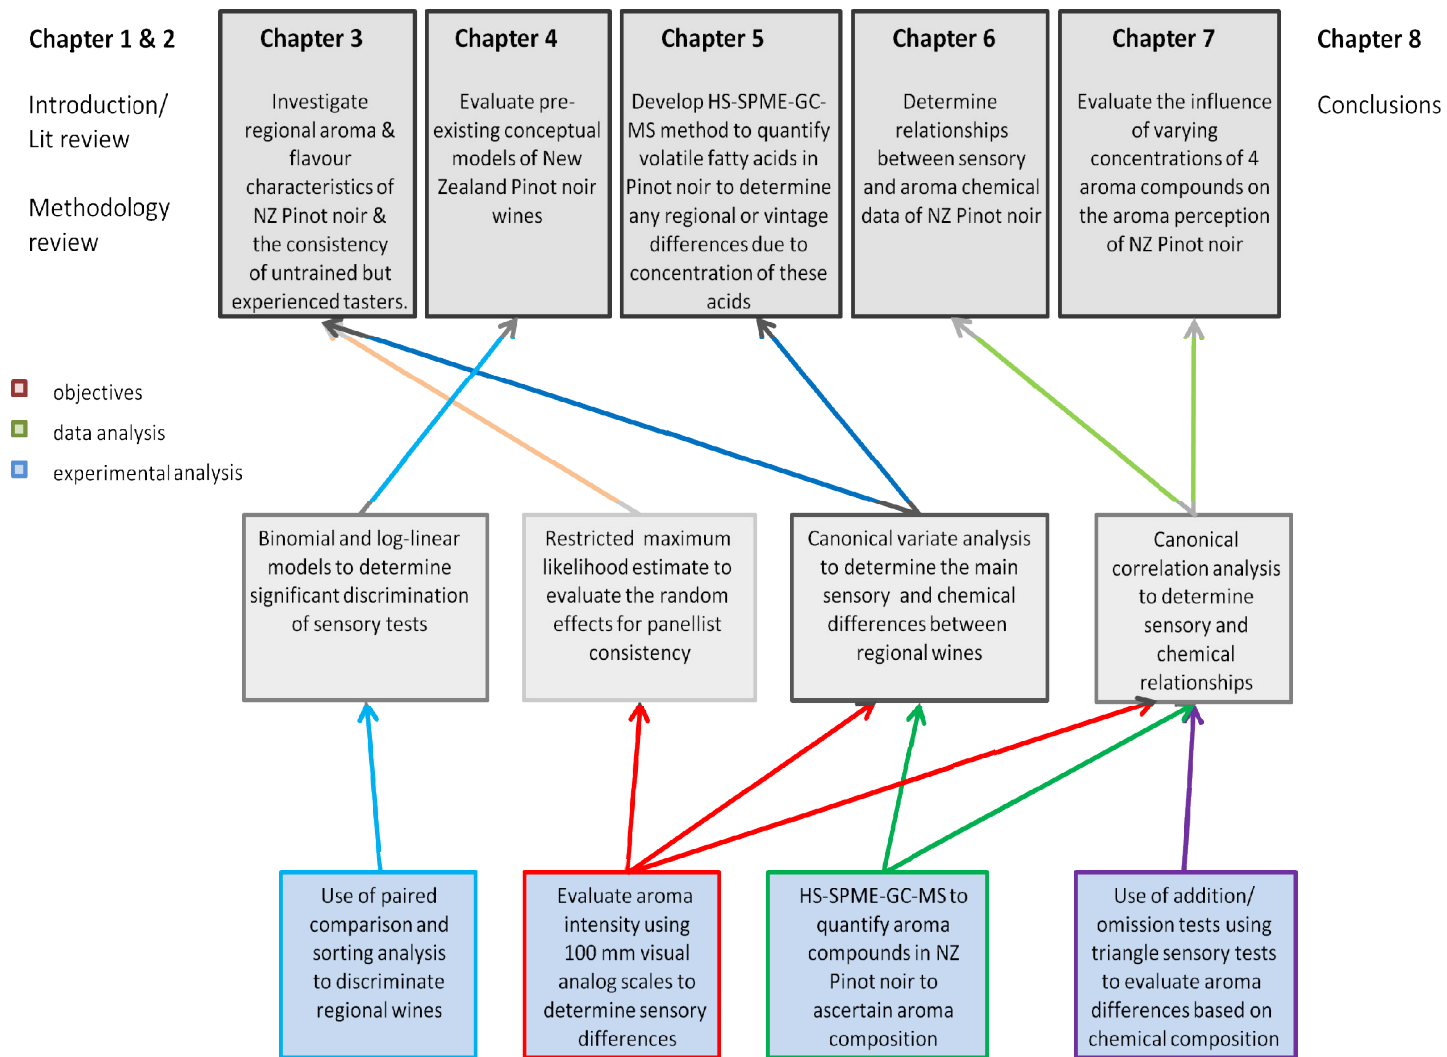 Chapter 1 & 2
Introduction/
Lit review
Methodology
review
Chapter 3
Investigate
regional aroma &
flavour
characteristics of
NZ Pinot noir &
the consistency
of untrained but
experienced tasters.
Chapter 4
Evaluate pre-
existing conceptual
models of New
Zealand Pinot noir
wines
Chapter 5
Develop HS-SPME-GC-
MS method to quantify
volatile fatty acids in
Pinot noir to determine
any regional or vintage
differences due to
concentration of these
acids
Chapter 6
Determine
relationships
between sensory
and aroma chemical
data of NZ Pinot noir
Chapter 7
Evaluate the influence
of varying
concentrations of 4
aroma compounds on
the aroma perception
of NZ Pinot noir
Chapter 8
Conclusions
objectives
data analysis
experimental analysis
Binomial and log-linear
models to determine
significant discrimination
of sensory tests
Restricted maximum
likelihood estimate to
evaluate the random
effects for panellist
consistency
Canonical variate analysis
to determine the main
sensory and chemical
differences between
regional wines
Canonical
correlation analysis
to determine
sensory and
chemical
relationships
Use of paired
comparison and
sorting analysis
to discriminate
regional wines
Evaluate aroma
intensity using
100 mm visual
analog scales to
determine sensory
differences
HS-SPME-GC-MS to
quantify aroma
compounds in NZ
Pinot noir to
ascertain aroma
composition
Use of addition/
omission tests using
triangle sensory tests
to evaluate aroma
differences based on
chemical composition